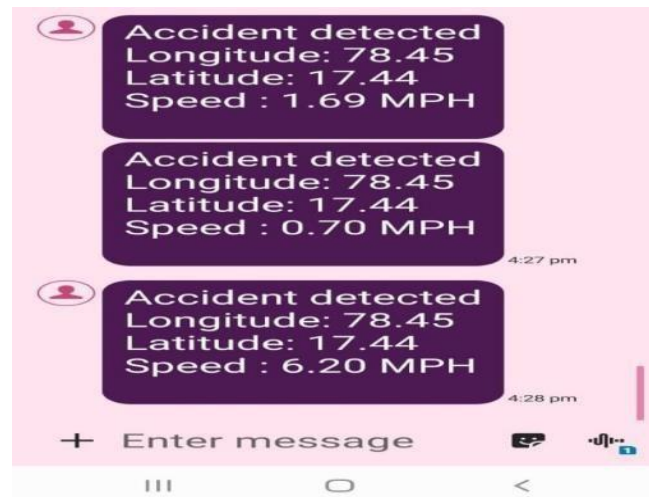 Accident detected
Longitude: 78.45
Latitude: 17.44
Speed : 1.69 MPH
Accident detected
Longitude: 78.45
Latitude: 17.44
Speed : 0.70 MPH
4:27 pm
Accident detected
Longitude: 78.45
Latitude: 17.44
Speed : 6.20 MPH
4:28 pm
Enter message
1